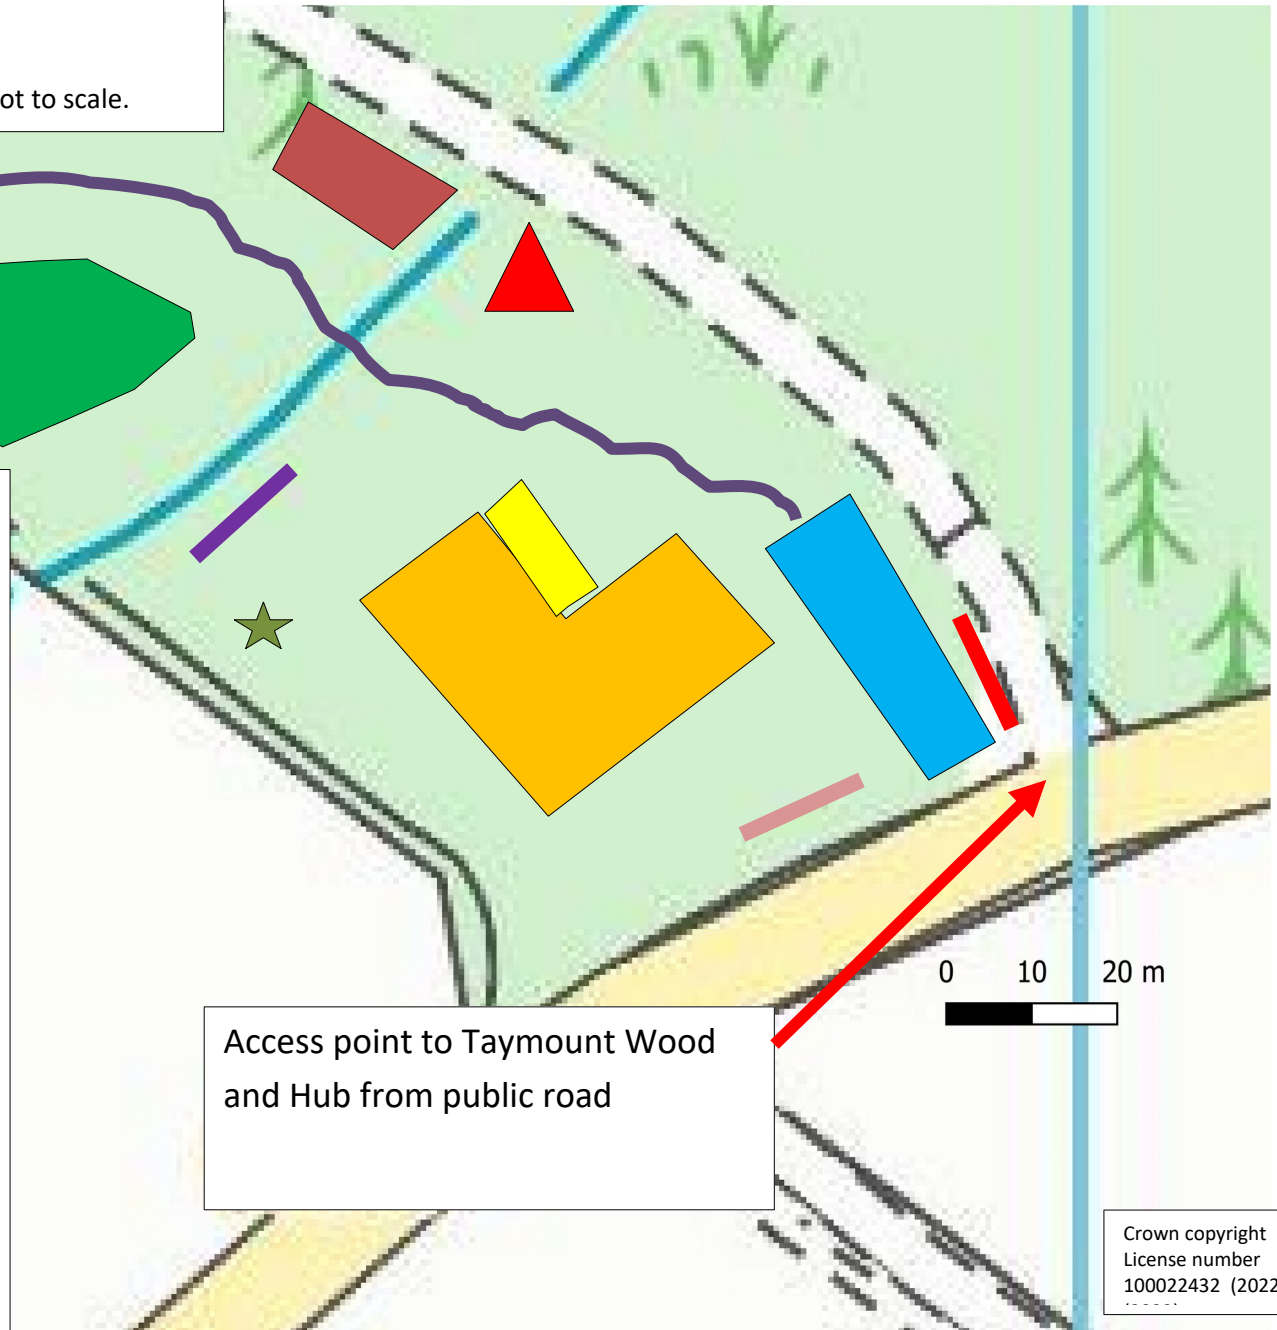 ot to scale.
0 10 20 m
Access point to Taymount Wood
and Hub from public road
Crown copyright
License number
100022432 (2022